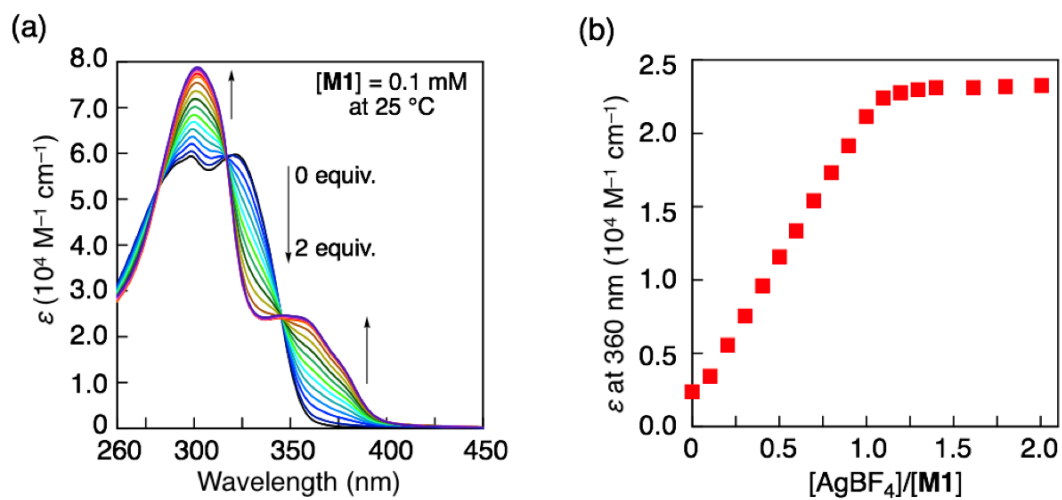 (a)
8.0
7.0
6.0
5.0
4.0
3.0
2.0
1.0
0
260
300
350
400
450
ε (10⁴ M⁻¹ cm⁻¹)
Wavelength (nm)
[M1] = 0.1 mM
at 25 °C
0 equiv.
2 equiv.
(b)
2.5
2.0
1.5
1.0
0.5
0.0
0
0.5
1.0
1.5
2.0
ε at 360 nm (10⁴ M⁻¹ cm⁻¹)
[AgBF₄]/[M1]